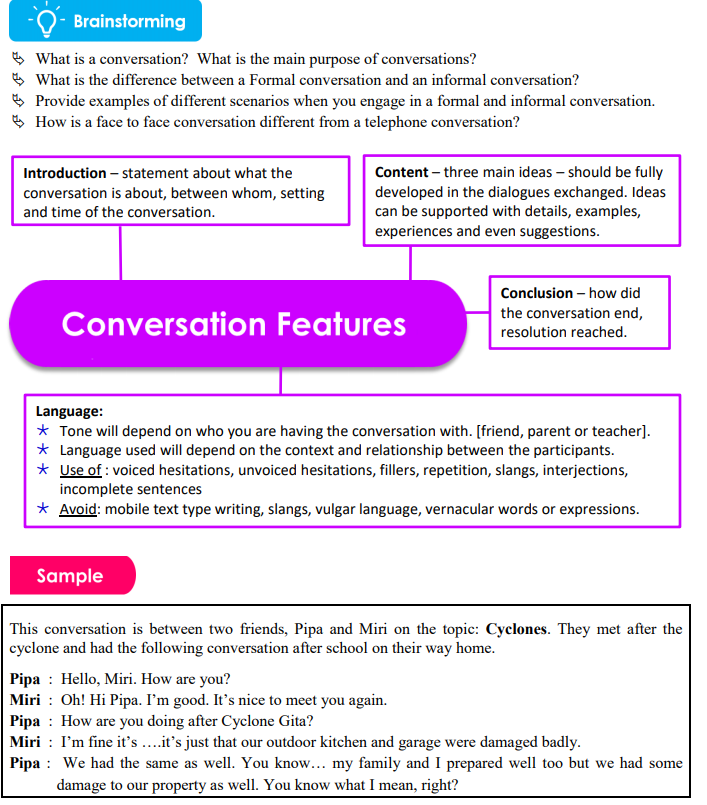 Brainstorming
What is a conversation? What is the main purpose of conversations?
What is the difference between a Formal conversation and an informal conversation?
Provide examples of different scenarios when you engage in a formal and informal conversation.
How is a face to face conversation different from a telephone conversation?
Introduction – statement about what the
conversation is about, between whom, setting
and time of the conversation.
Content – three main ideas – should be fully
developed in the dialogues exchanged. Ideas
can be supported with details, examples,
experiences and even suggestions.
Conversation Features
Conclusion – how did
the conversation end,
resolution reached.
Language:
Tone will depend on who you are having the conversation with. [friend, parent or teacher].
Language used will depend on the context and relationship between the participants.
Use of : voiced hesitations, unvoiced hesitations, fillers, repetition, slangs, interjections,
incomplete sentences
Avoid: mobile text type writing, slangs, vulgar language, vernacular words or expressions.
Sample
This conversation is between two friends, Pipa and Miri on the topic: Cyclones. They met after the
cyclone and had the following conversation after school on their way home.
Pipa : Hello, Miri. How are you?
Miri : Oh! Hi Pipa. I’m good. It’s nice to meet you again.
Pipa : How are you doing after Cyclone Gita?
Miri : I’m fine it’s ….it’s just that our outdoor kitchen and garage were damaged badly.
Pipa : We had the same as well. You know… my family and I prepared well too but we had some
damage to our property as well. You know what I mean, right?